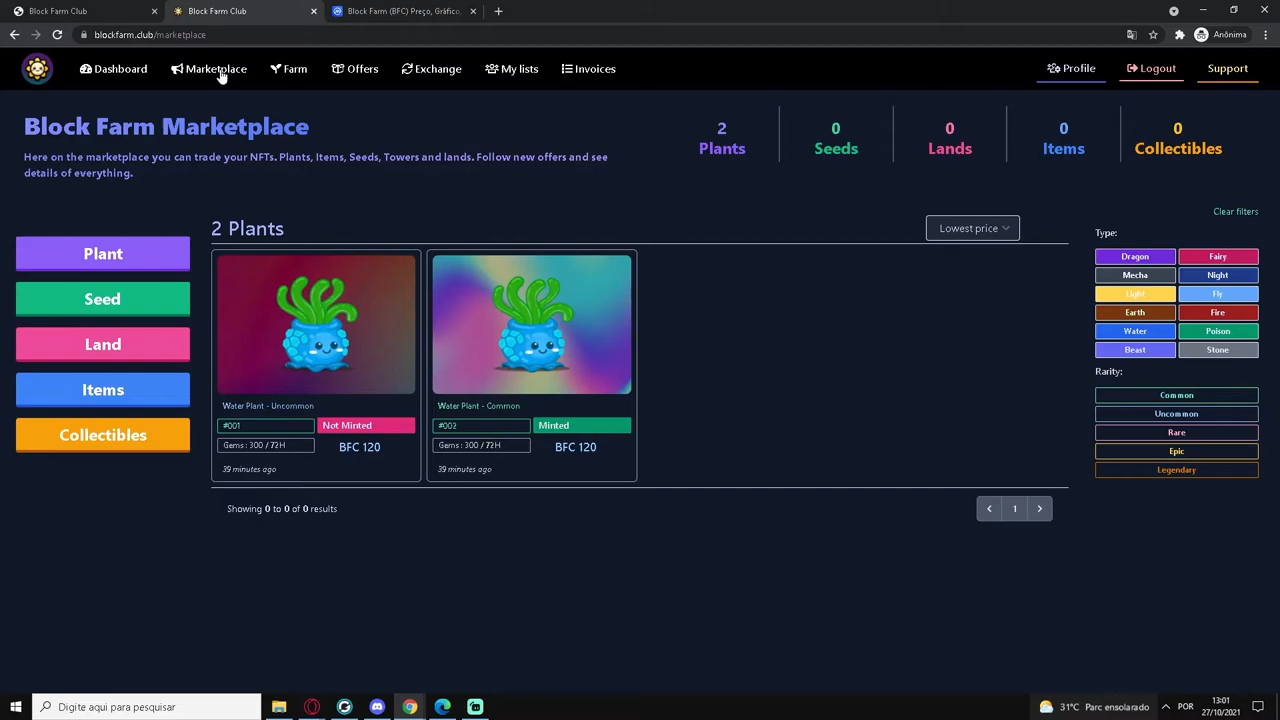 Block Farm Club
Block Farm Club
Block Farm (BFC) Preço, Gráfico,
blockfarm.club/marketplace
Anônima
Dashboard
Marketplace
Farm
Offers
Exchange
My lists
Invoices
Profile
Logout
Support
Block Farm Marketplace
Here on the marketplace you can trade your NFTs. Plants, Items, Seeds, Towers and lands. Follow new offers and see
details of everything.
2
Plants
0
Seeds
0
Lands
0
Items
0
Collectibles
Plant
Seed
Land
Items
Collectibles
2 Plants
Lowest price
Water Plant - Uncommon
#001
Not Minted
Gems : 300 / 72H
BFC 120
39 minutes ago
Water Plant - Common
#002
Minted
Gems : 300 / 72H
BFC 120
39 minutes ago
Showing 0 to 0 of 0 results
1
Clear filters
Type:
Dragon
Fairy
Mecha
Night
Light
Fly
Earth
Fire
Water
Poison
Beast
Stone
Rarity:
Common
Uncommon
Rare
Epic
Legendary
Digite aqui para pesquisar
31°C Parc ensolarado
POR
13:01
27/10/2021